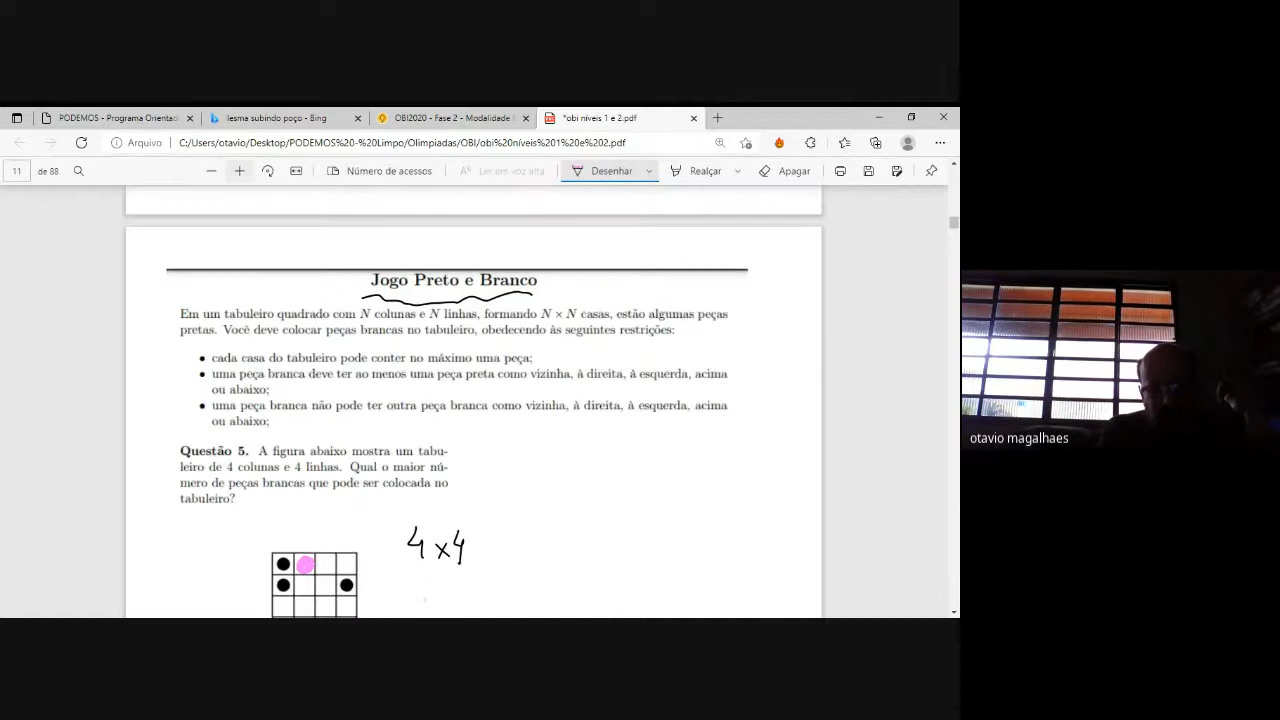 PODEMOS - Programa Orientad
lesma subindo poço - Bing
OBI2020 - Fase 2 - Modalidade I
*obi níveis 1 e 2.pdf
Arquivo
C:/Users/otavio/Desktop/PODEMOS%20-%20Limpo/Olimpiadas/OBI/obi%20níveis%201%20e%202.pdf
11 de 88
Número de acessos
Ler em voz alta
Desenhar
Realçar
Apagar
Jogo Preto e Branco
Em um tabuleiro quadrado com N colunas e N linhas, formando N × N casas, estão algumas peças
pretas. Você deve colocar peças brancas no tabuleiro, obedecendo às seguintes restrições:
• cada casa do tabuleiro pode conter no máximo uma peça;
• uma peça branca deve ter ao menos uma peça preta como vizinha, à direita, à esquerda, acima
ou abaixo;
• uma peça branca não pode ter outra peça branca como vizinha, à direita, à esquerda, acima
ou abaixo;
Questão 5. A figura abaixo mostra um tabu-
leiro de 4 colunas e 4 linhas. Qual o maior nú-
mero de peças brancas que pode ser colocada no
tabuleiro?
4 x 4
otavio magalhaes